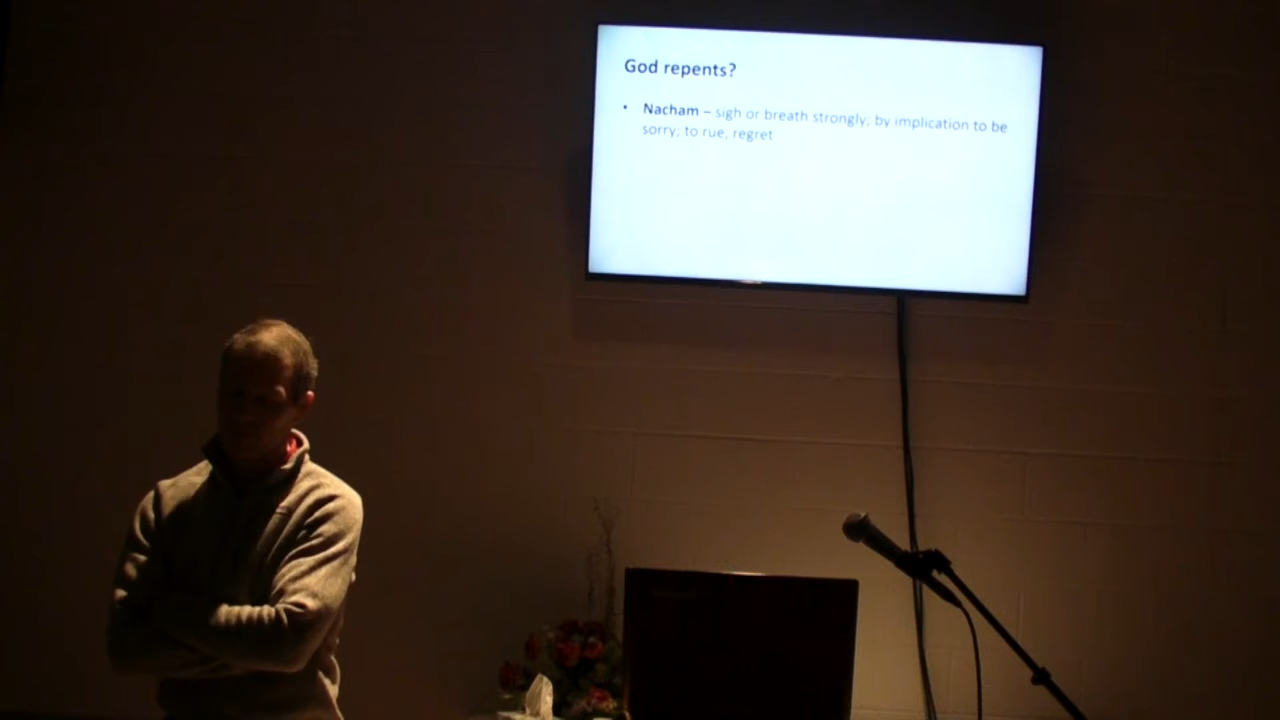 God repents?
• Nacham – sigh or breath strongly; by implication to be
sorry; to rue, regret